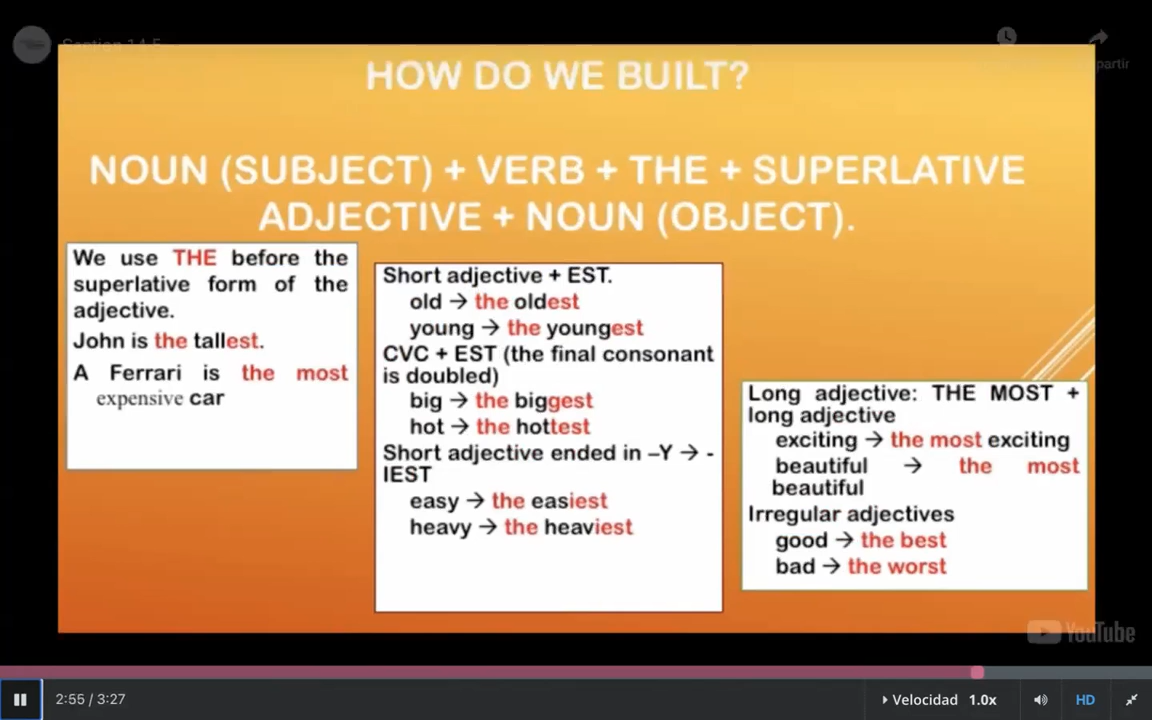 Section 14.5
partir
HOW DO WE BUILT?
NOUN (SUBJECT) + VERB + THE + SUPERLATIVE
ADJECTIVE + NOUN (OBJECT).
We use THE before the
superlative form of the
adjective.
John is the tallest.
A Ferrari is the most
expensive car
Short adjective + EST.
old → the oldest
young → the youngest
CVC + EST (the final consonant
is doubled)
big → the biggest
hot → the hottest
Short adjective ended in –Y → -
IEST
easy → the easiest
heavy → the heaviest
Long adjective: THE MOST +
long adjective
exciting → the most exciting
beautiful → the most
beautiful
Irregular adjectives
good → the best
bad → the worst
YouTube
2:55 / 3:27
Velocidad 1.0x
HD